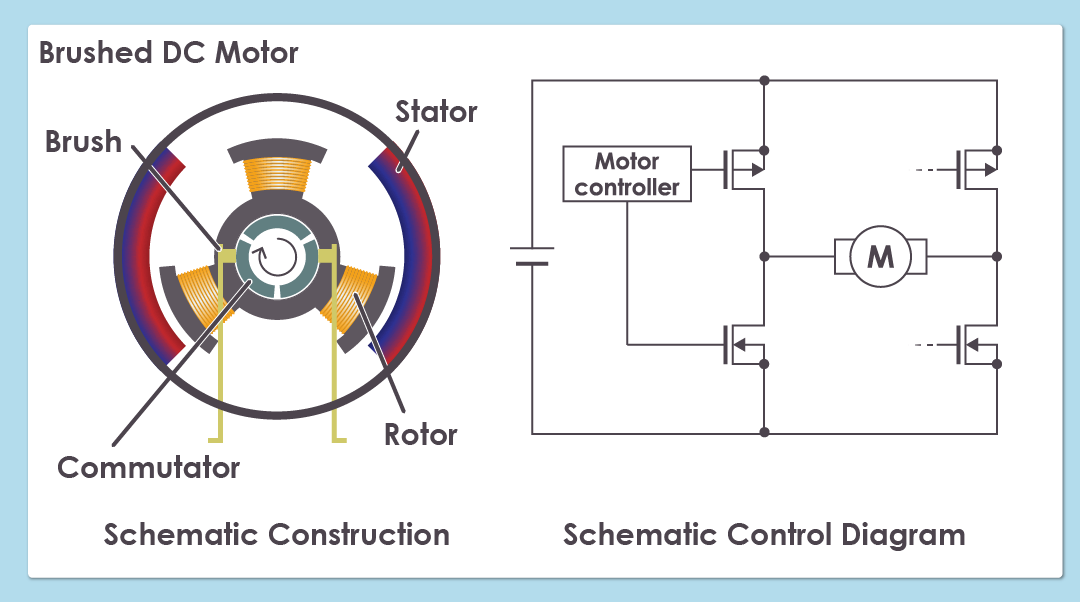 Brushed DC Motor
Stator
Brush
Motor
controller
M
Rotor
Commutator
Schematic Construction
Schematic Control Diagram